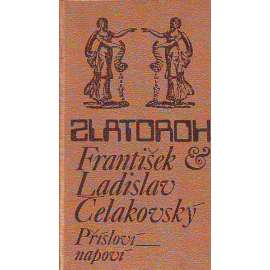 ZLATOROH
František &
Ladislav
Čelakovský
Přísloví
napoví